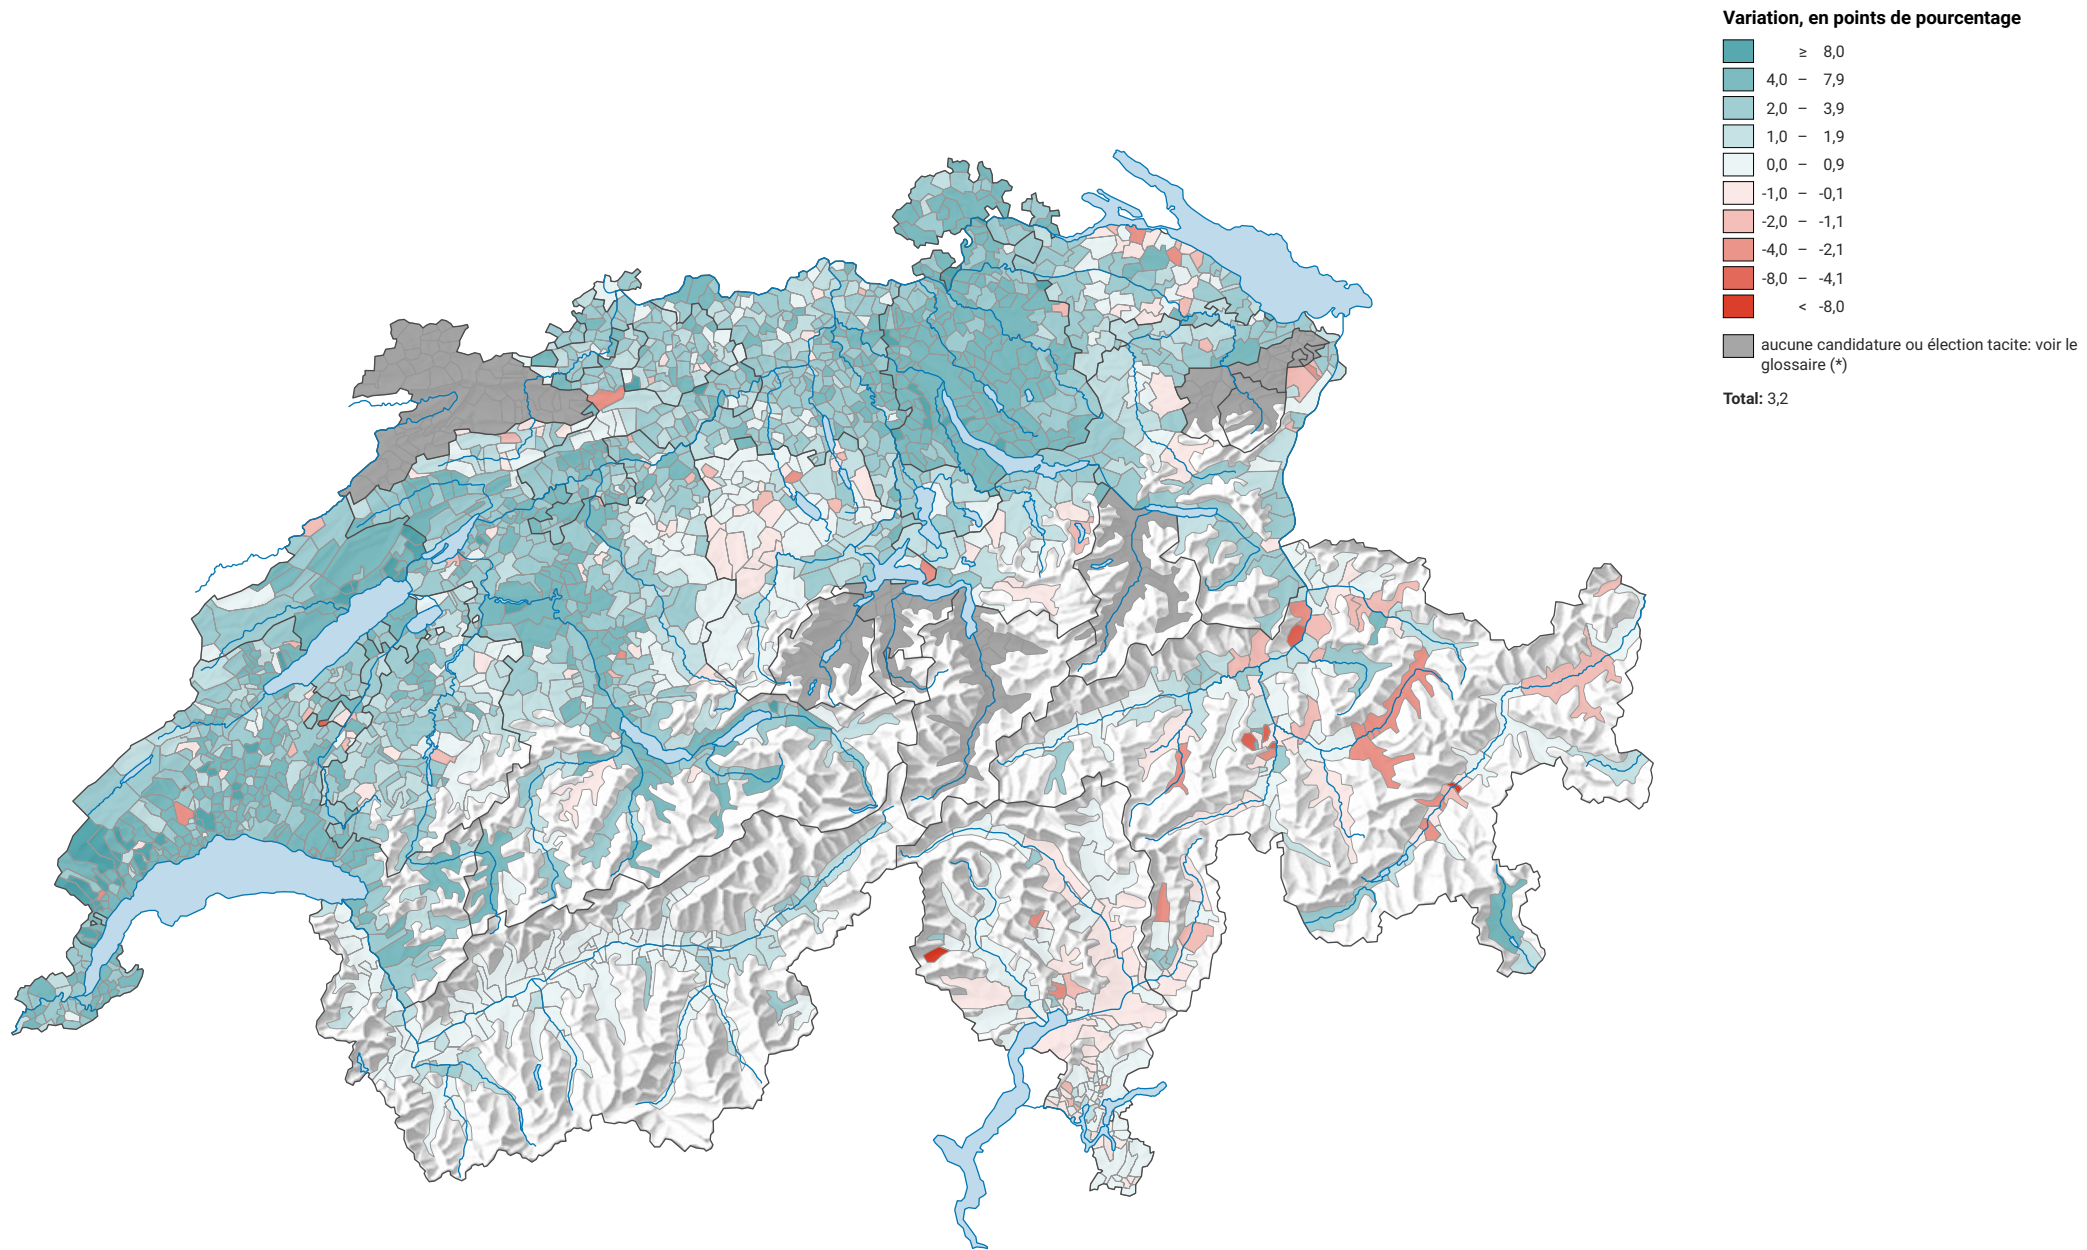 Variation, en points de pourcentage
≥ 8,0
4,0 – 7,9
2,0 – 3,9
1,0 – 1,9
0,0 – 0,9
-1,0 – -0,1
-2,0 – -1,1
-4,0 – -2,1
-8,0 – -4,1
< -8,0
aucune candidature ou élection tacite: voir le
glossaire (*)
Total: 3,2